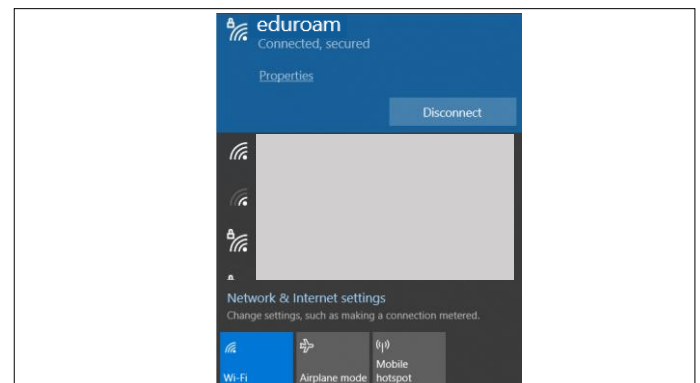 eduroam
Connected, secured
Properties
Disconnect
Network & Internet settings
Change settings, such as making a connection metered.
Wi-Fi
Airplane mode
Mobile
hotspot